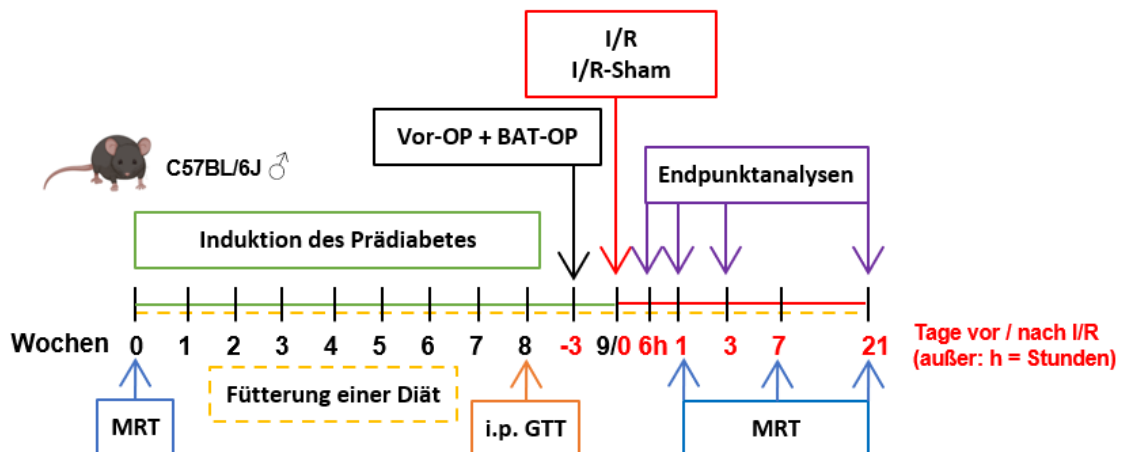 I/R
I/R-Sham
Vor-OP + BAT-OP
Endpunktanalysen
C57BL/6J ♂
Induktion des Prädiabetes
Wochen 0 1 2 3 4 5 6 7 8 -3 9/0 6h 1 3 7 21
Tage vor / nach I/R
(außer: h = Stunden)
Fütterung einer Diät
MRT
i.p. GTT
MRT